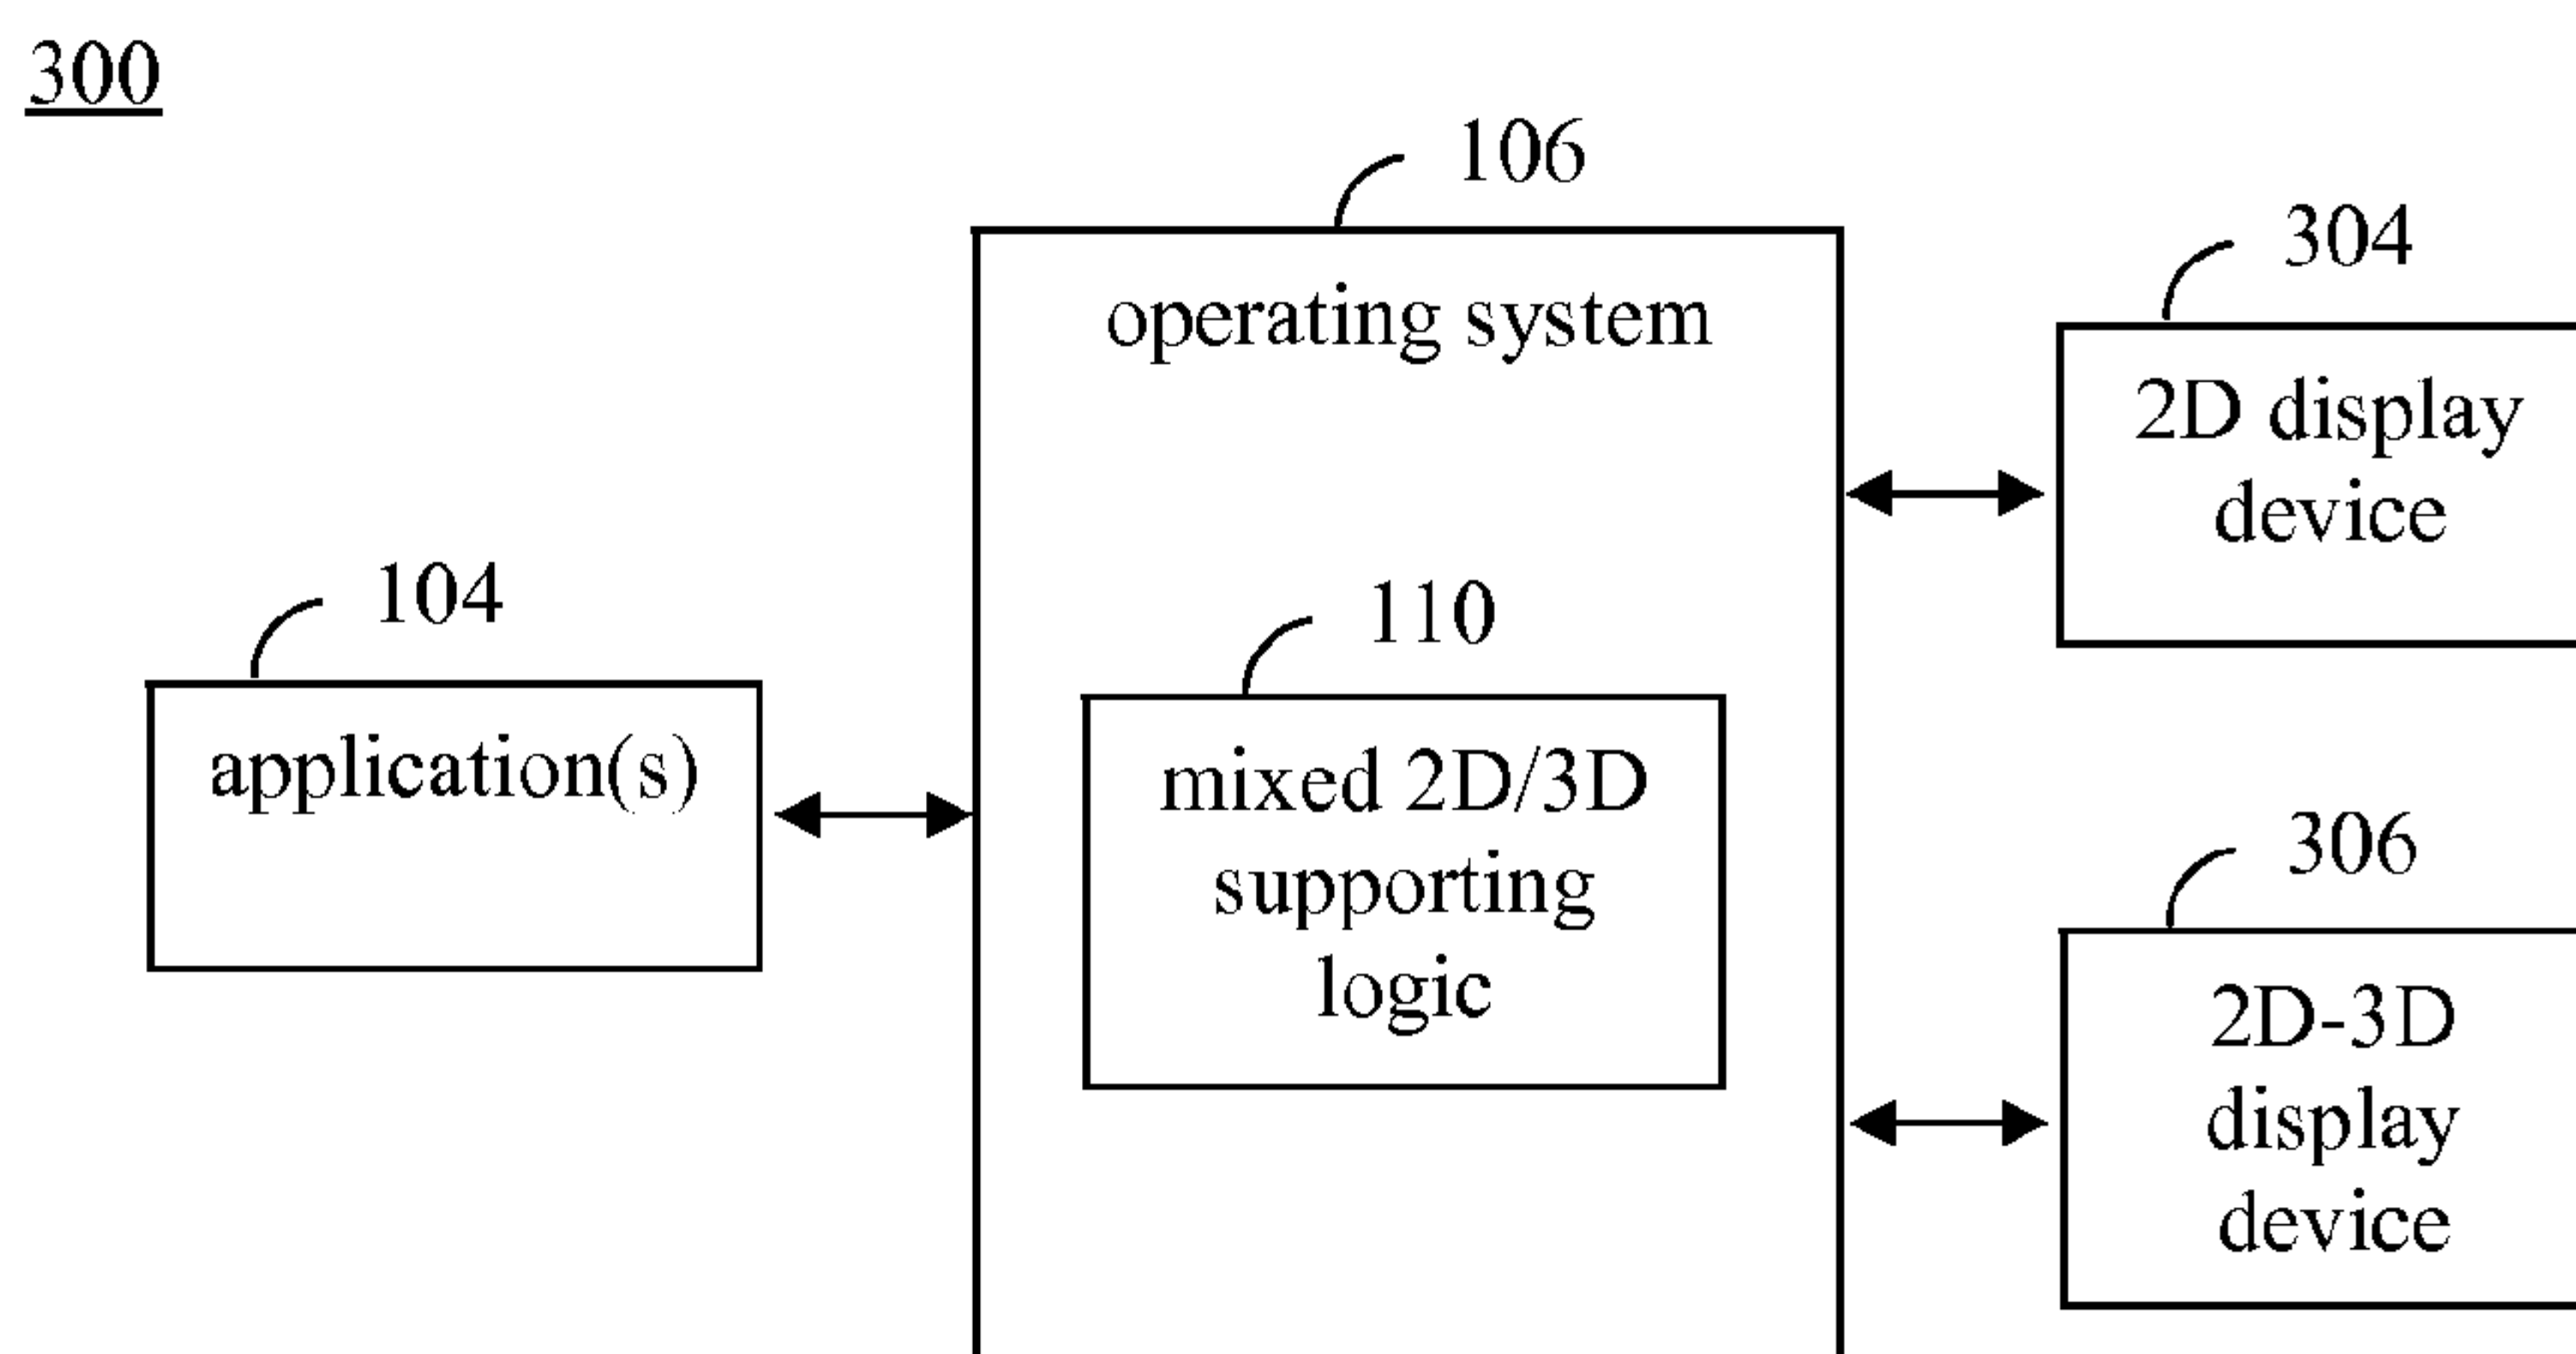 300
106
operating system
304
2D display
device
104
application(s)
110
mixed 2D/3D
supporting
logic
306
2D-3D
display
device